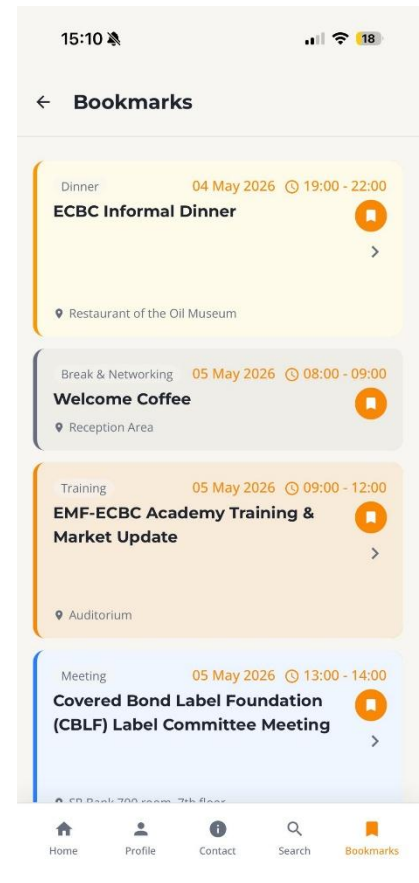 15:10
18
Bookmarks
Dinner 04 May 2026 19:00 - 22:00
ECBC Informal Dinner
Restaurant of the Oil Museum
Break & Networking 05 May 2026 08:00 - 09:00
Welcome Coffee
Reception Area
Training 05 May 2026 09:00 - 12:00
EMF-ECBC Academy Training &
Market Update
Auditorium
Meeting 05 May 2026 13:00 - 14:00
Covered Bond Label Foundation
(CBLF) Label Committee Meeting
Home Profile Contact Search Bookmarks